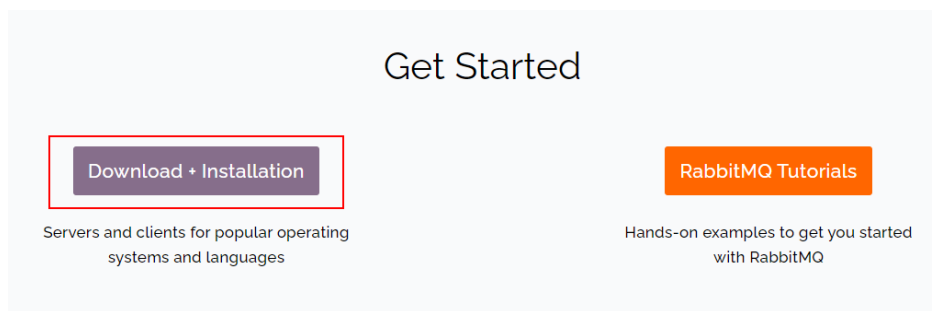 Get Started
Download + Installation
RabbitMQ Tutorials
Servers and clients for popular operating
systems and languages
Hands-on examples to get you started
with RabbitMQ